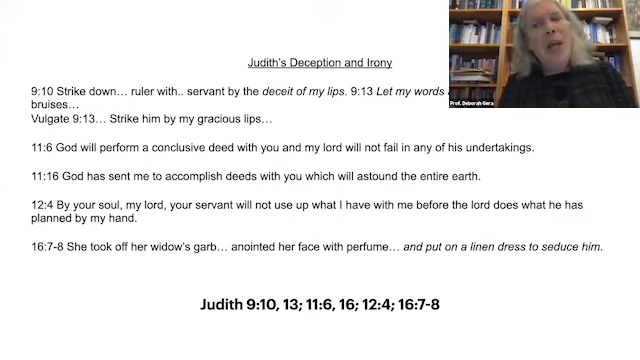 Judith's Deception and Irony
9:10 Strike down… ruler with.. servant by the deceit of my lips. 9:13 Let my words
bruises…
Vulgate 9:13… Strike him by my gracious lips…
11:6 God will perform a conclusive deed with you and my lord will not fail in any of his undertakings.
11:16 God has sent me to accomplish deeds with you which will astound the entire earth.
12:4 By your soul, my lord, your servant will not use up what I have with me before the lord does what he has
planned by my hand.
16:7-8 She took off her widow's garb… anointed her face with perfume… and put on a linen dress to seduce him.
Judith 9:10, 13; 11:6, 16; 12:4; 16:7-8
Prof. Deborah Gera